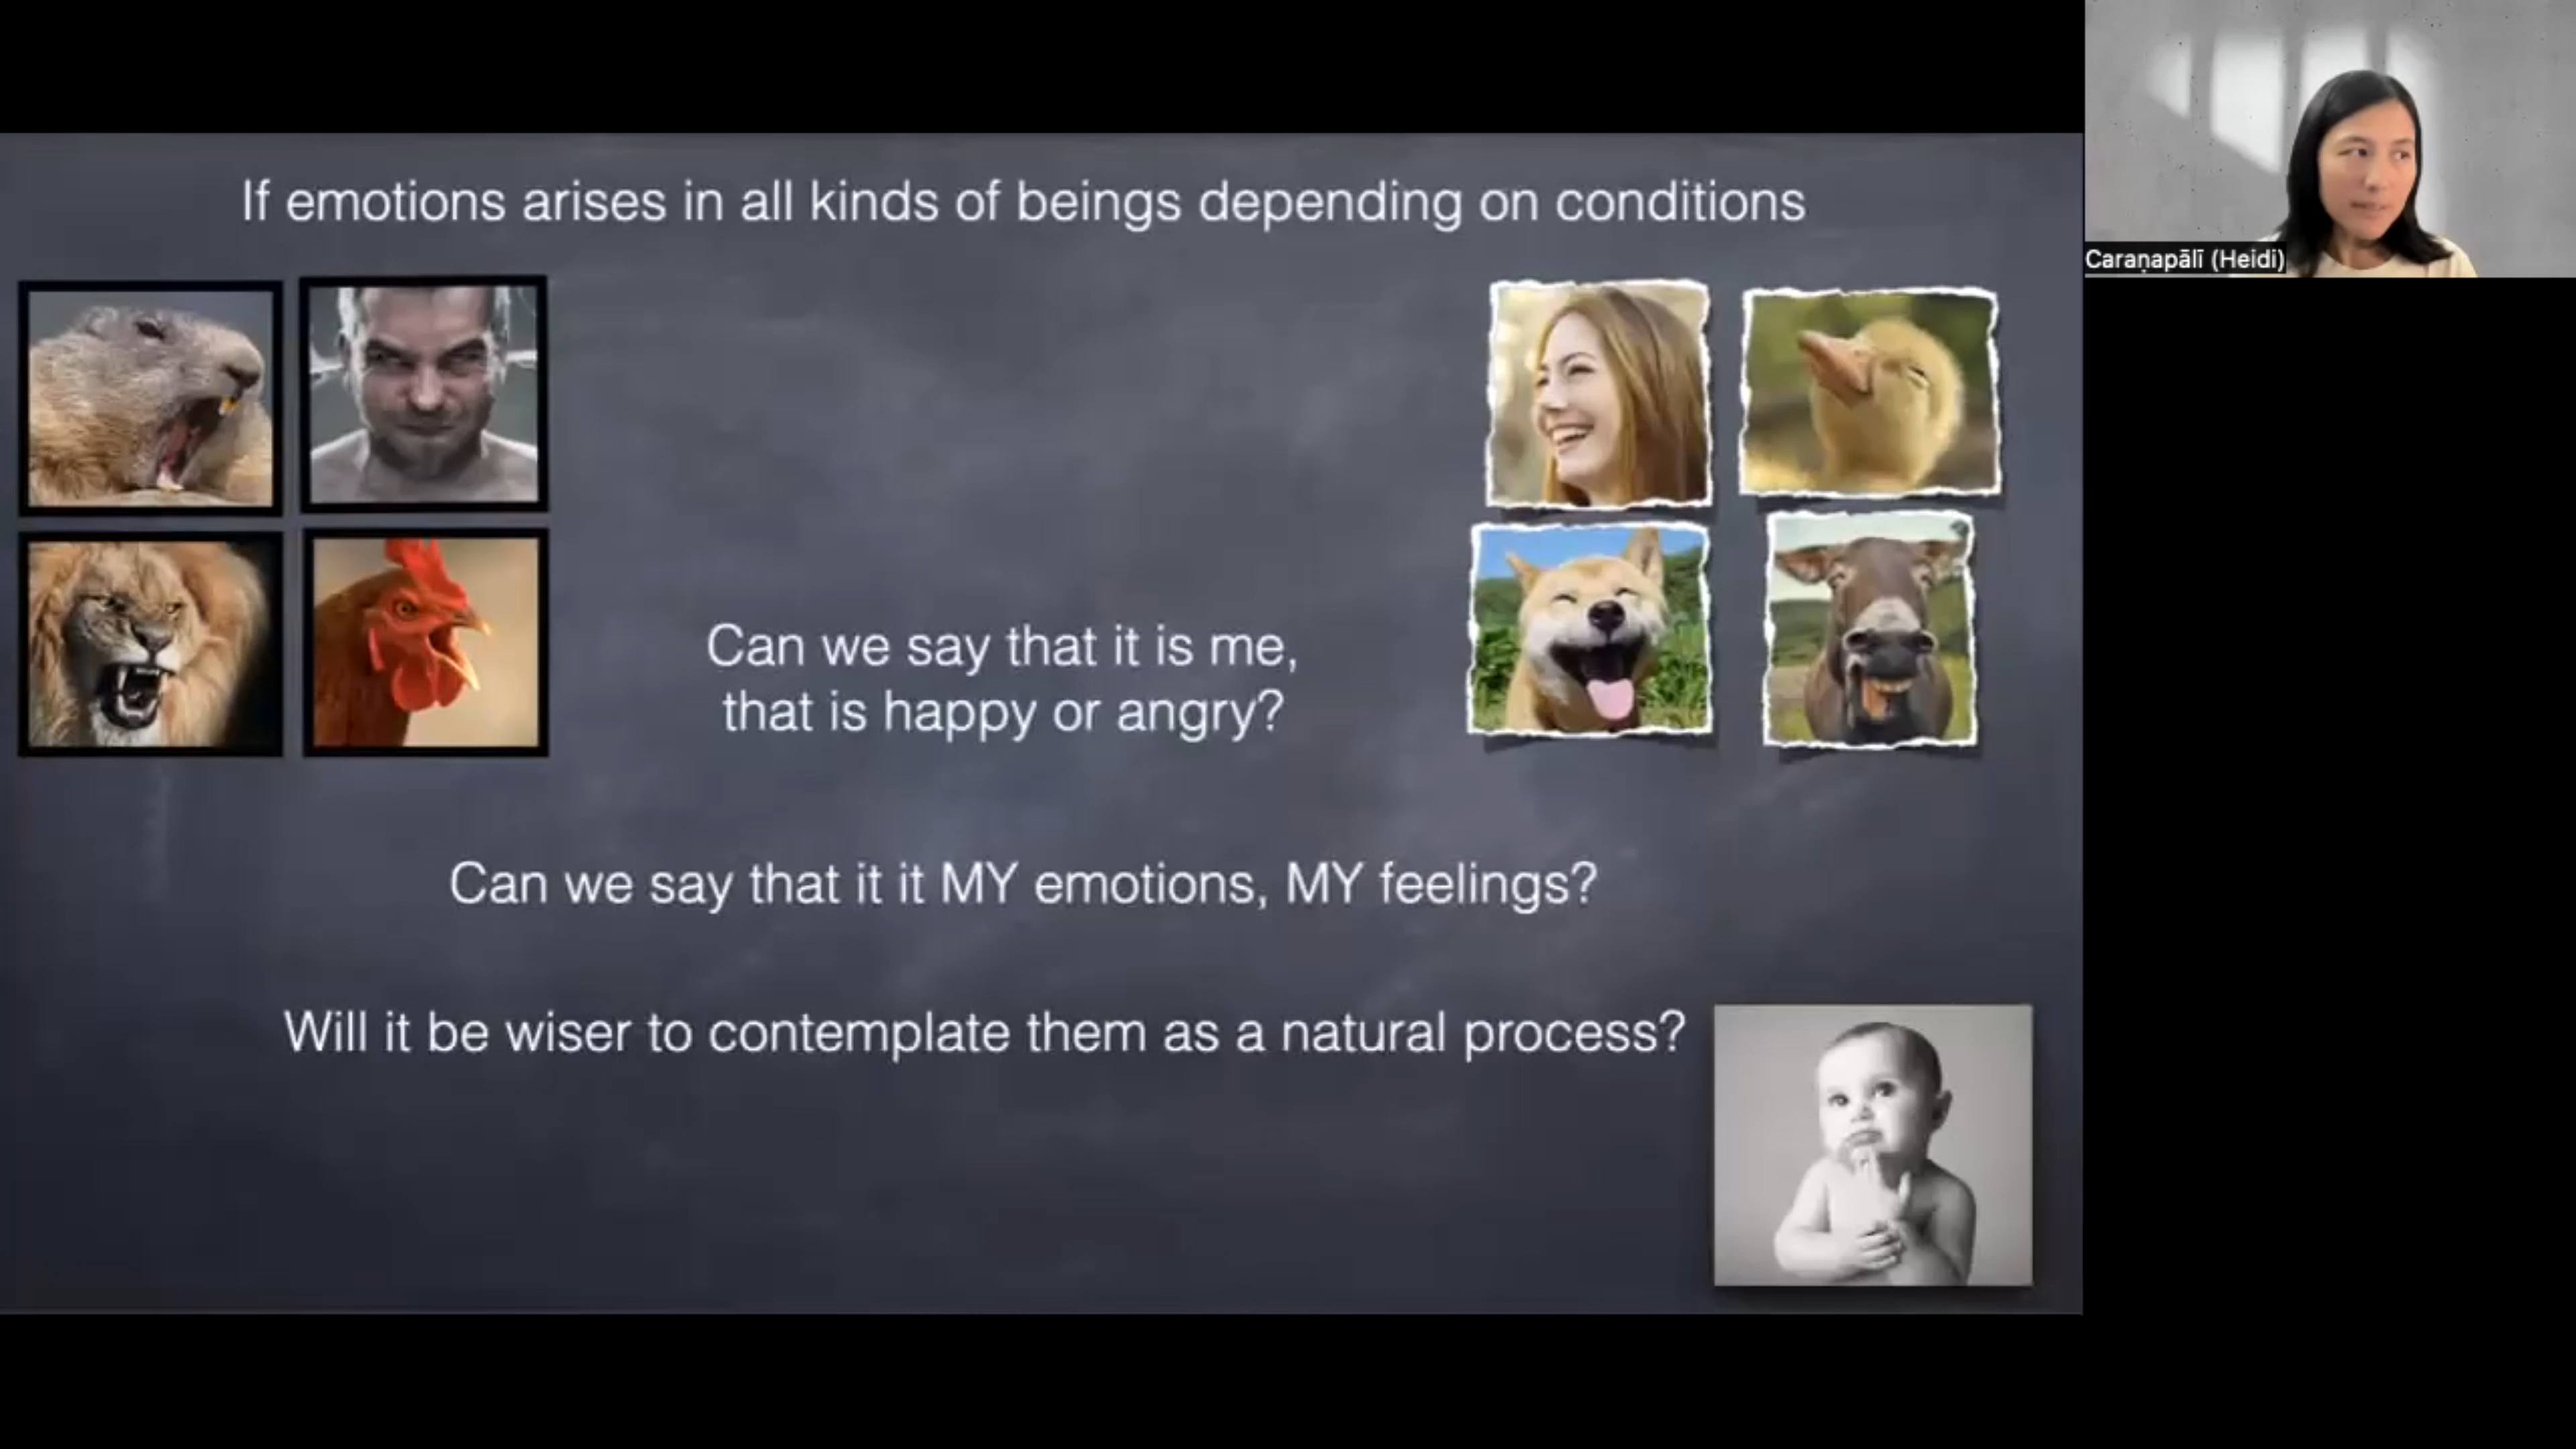 If emotions arises in all kinds of beings depending on conditions
Caraṇapālī (Heidi)
Can we say that it is me,
that is happy or angry?
Can we say that it it MY emotions, MY feelings?
Will it be wiser to contemplate them as a natural process?